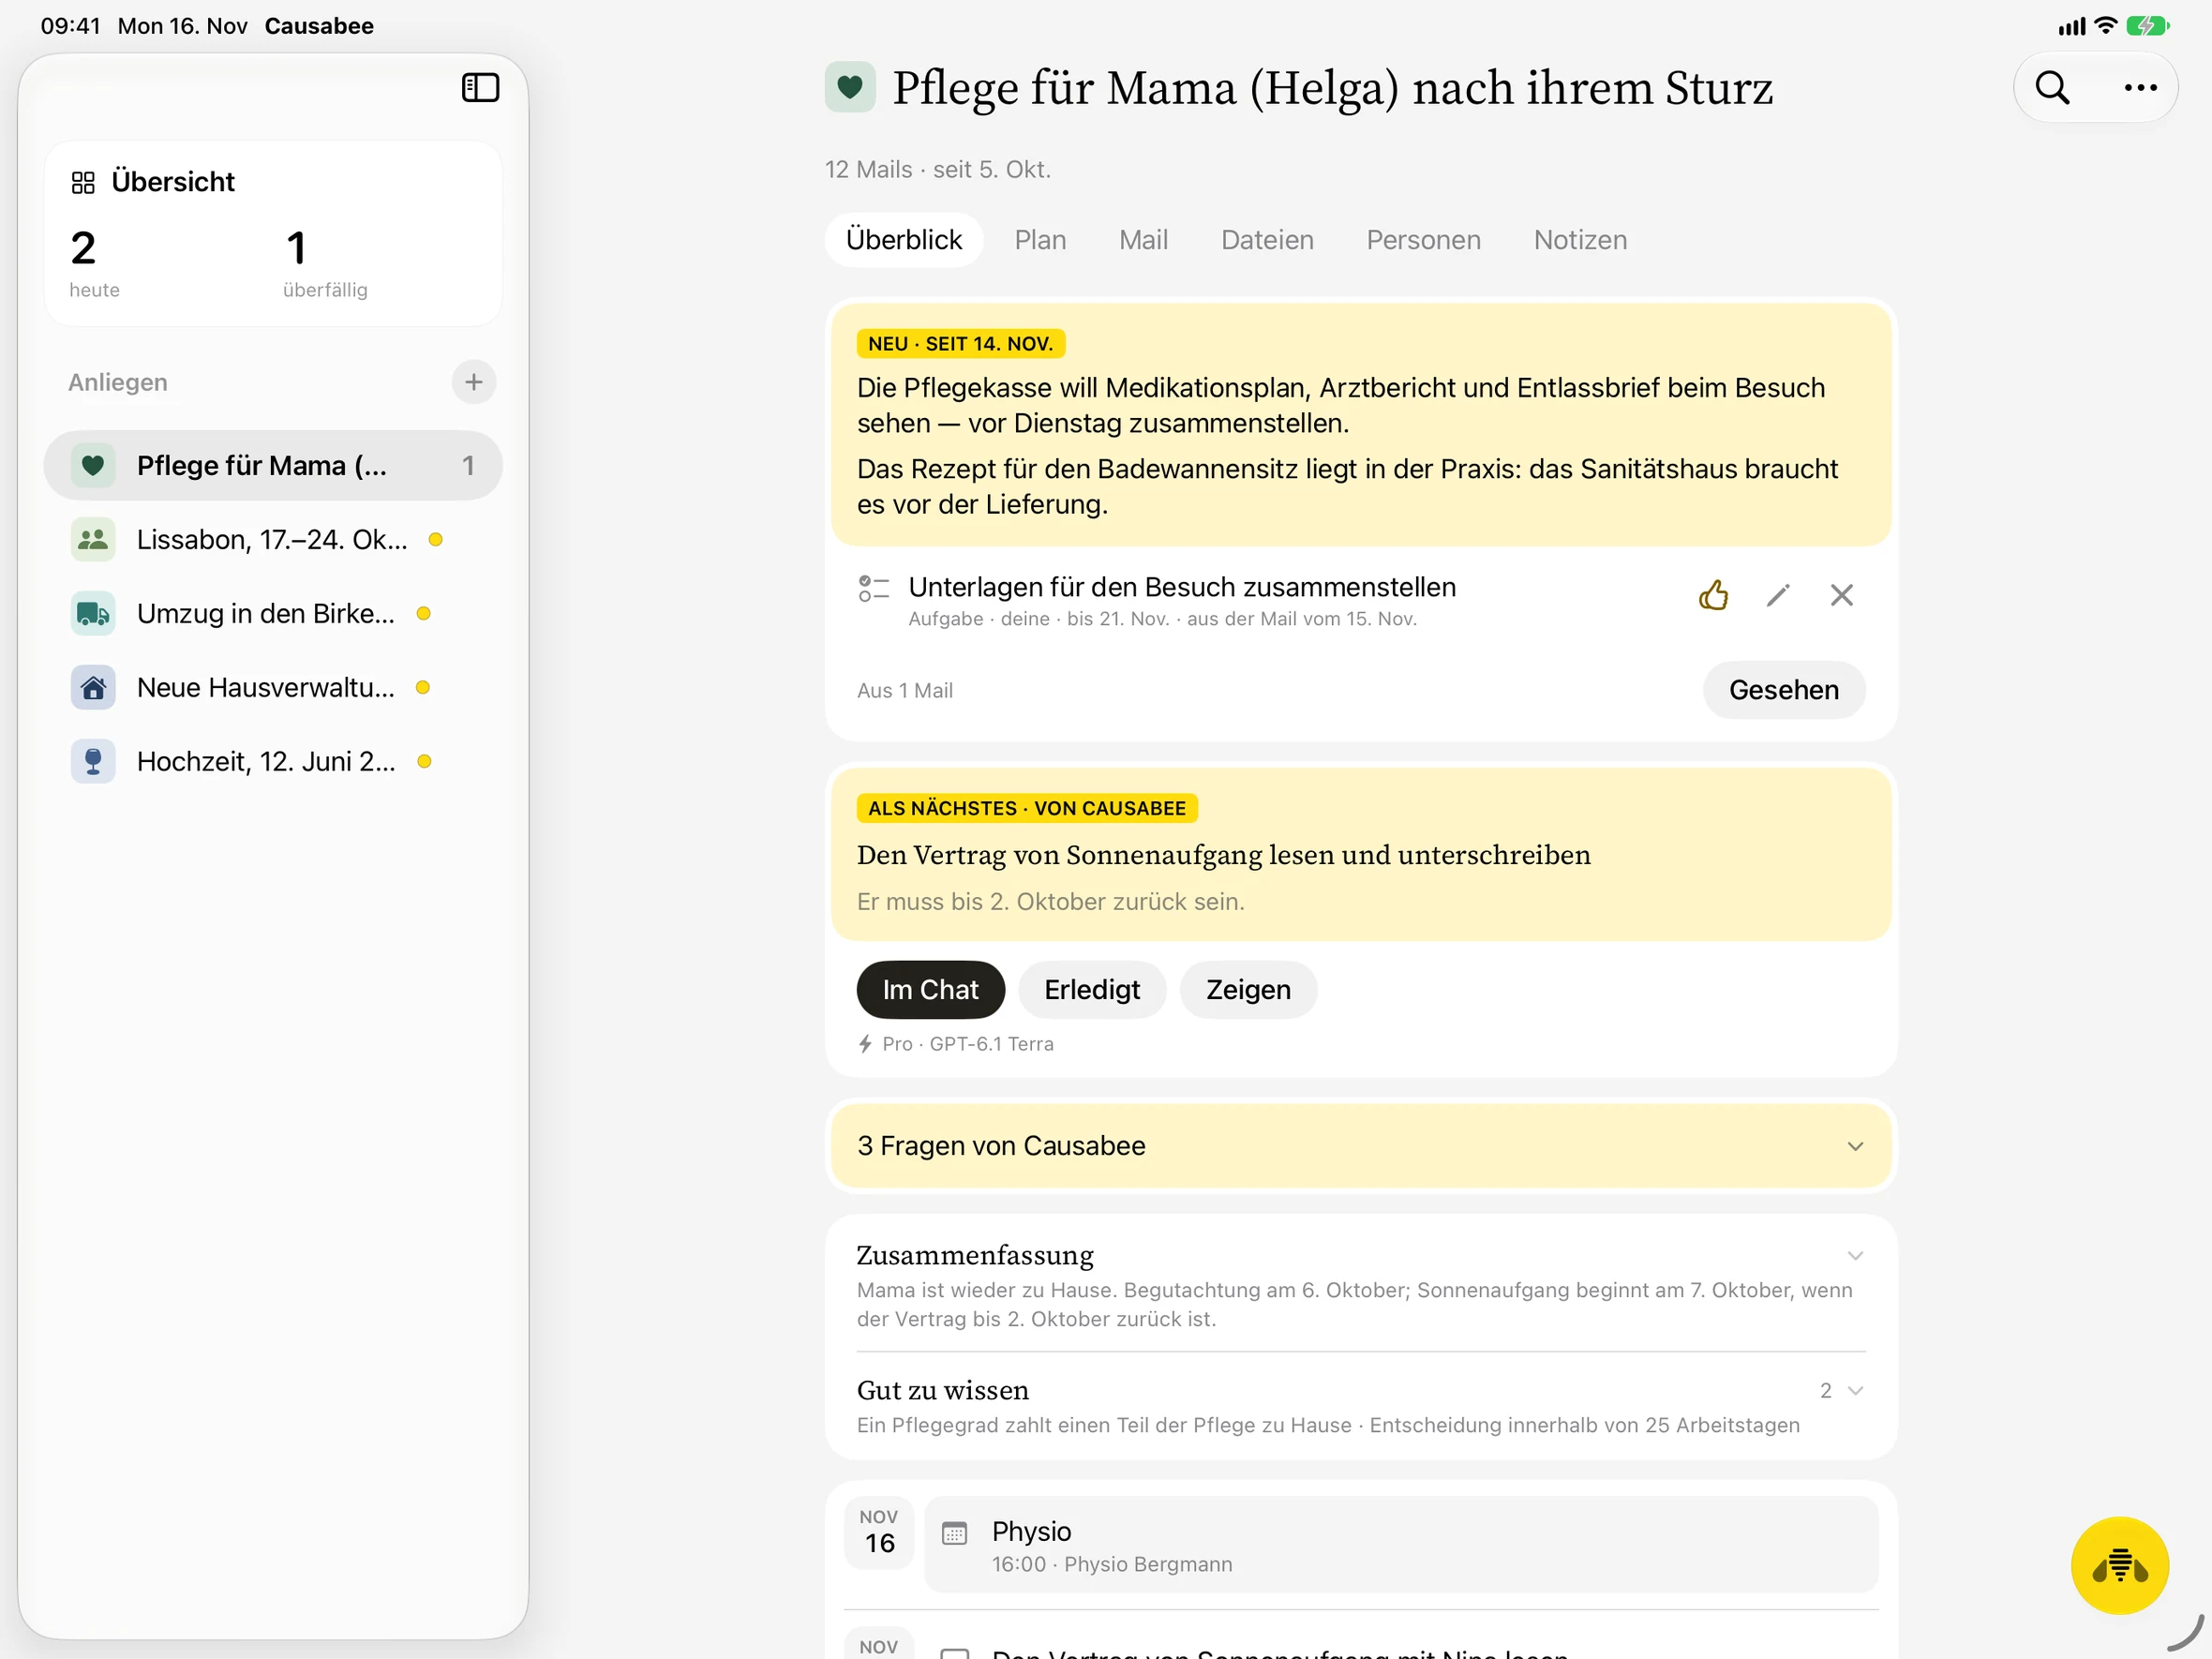 09:41 Mon 16. Nov Causabee
Übersicht
2
heute
1
überfällig
Anliegen
Pflege für Mama (... 1
Lissabon, 17.–24. Ok...
Umzug in den Birke...
Neue Hausverwaltu...
Hochzeit, 12. Juni 2...
Pflege für Mama (Helga) nach ihrem Sturz
12 Mails · seit 5. Okt.
Überblick Plan Mail Dateien Personen Notizen
NEU · SEIT 14. NOV.
Die Pflegekasse will Medikationsplan, Arztbericht und Entlassbrief beim Besuch
sehen — vor Dienstag zusammenstellen.
Das Rezept für den Badewannensitz liegt in der Praxis: das Sanitätshaus braucht
es vor der Lieferung.
Unterlagen für den Besuch zusammenstellen
Aufgabe · deine · bis 21. Nov. · aus der Mail vom 15. Nov.
Aus 1 Mail
Gesehen
ALS NÄCHSTES · VON CAUSABEE
Den Vertrag von Sonnenaufgang lesen und unterschreiben
Er muss bis 2. Oktober zurück sein.
Im Chat Erledigt Zeigen
Pro · GPT-6.1 Terra
3 Fragen von Causabee
Zusammenfassung
Mama ist wieder zu Hause. Begutachtung am 6. Oktober; Sonnenaufgang beginnt am 7. Oktober, wenn
der Vertrag bis 2. Oktober zurück ist.
Gut zu wissen 2
Ein Pflegegrad zahlt einen Teil der Pflege zu Hause · Entscheidung innerhalb von 25 Arbeitstagen
NOV
16
Physio
16:00 · Physio Bergmann
NOV
Den Vertrag von Sonnenaufgang mit Nina lesen